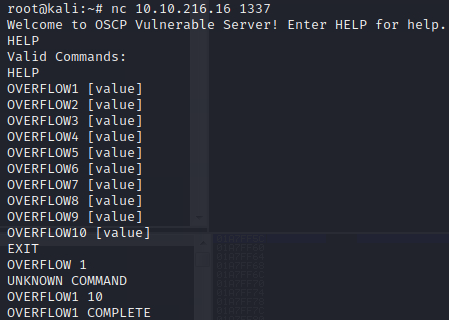 root@kali:~# nc 10.10.216.16 1337
Welcome to OSCP Vulnerable Server! Enter HELP for help.
HELP
Valid Commands:
HELP
OVERFLOW1 [value]
OVERFLOW2 [value]
OVERFLOW3 [value]
OVERFLOW4 [value]
OVERFLOW5 [value]
OVERFLOW6 [value]
OVERFLOW7 [value]
OVERFLOW8 [value]
OVERFLOW9 [value]
OVERFLOW10 [value]
EXIT
OVERFLOW 1
UNKNOWN COMMAND
OVERFLOW1 10
OVERFLOW1 COMPLETE